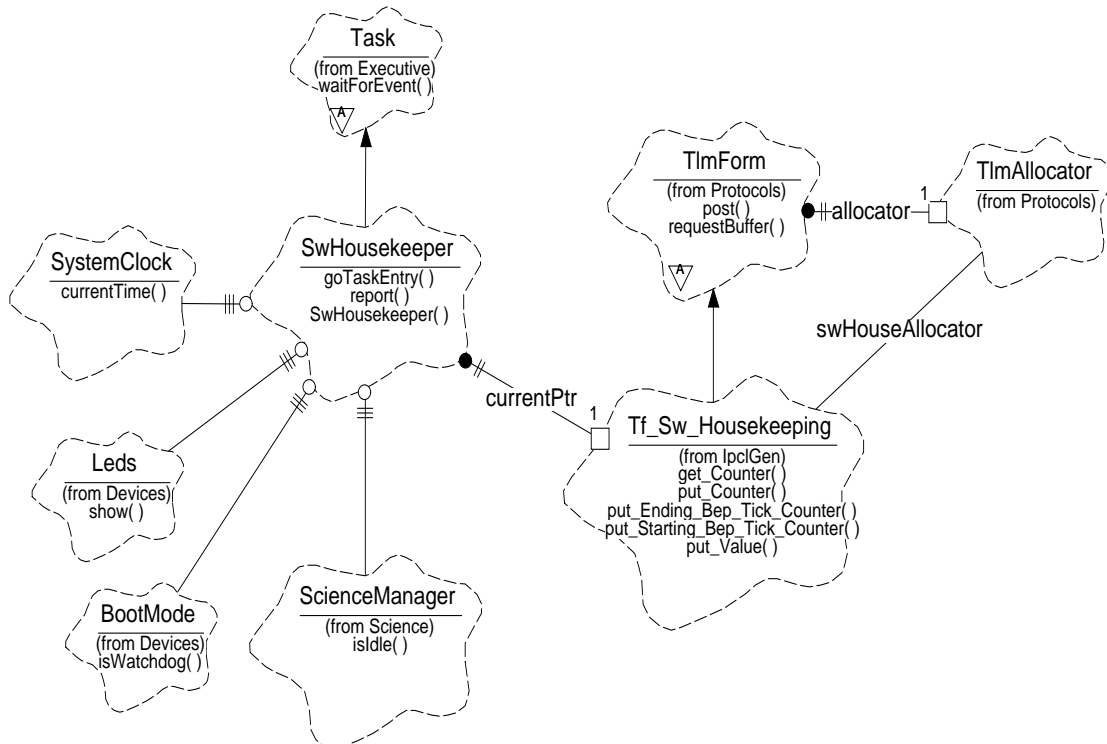 Task
(from Executive)
waitForEvent( )
A
TlmForm
(from Protocols)
post( )
requestBuffer( )
A
allocator
1
TlmAllocator
(from Protocols)
SwHousekeeper
goTaskEntry( )
report( )
SwHousekeeper( )
SystemClock
currentTime( )
swHouseAllocator
currentPtr
1
Tf_Sw_Housekeeping
(from IpclGen)
get_Counter( )
put_Counter( )
put_Ending_Bep_Tick_Counter( )
put_Starting_Bep_Tick_Counter( )
put_Value( )
Leds
(from Devices)
show( )
BootMode
(from Devices)
isWatchdog( )
ScienceManager
(from Science)
isIdle( )